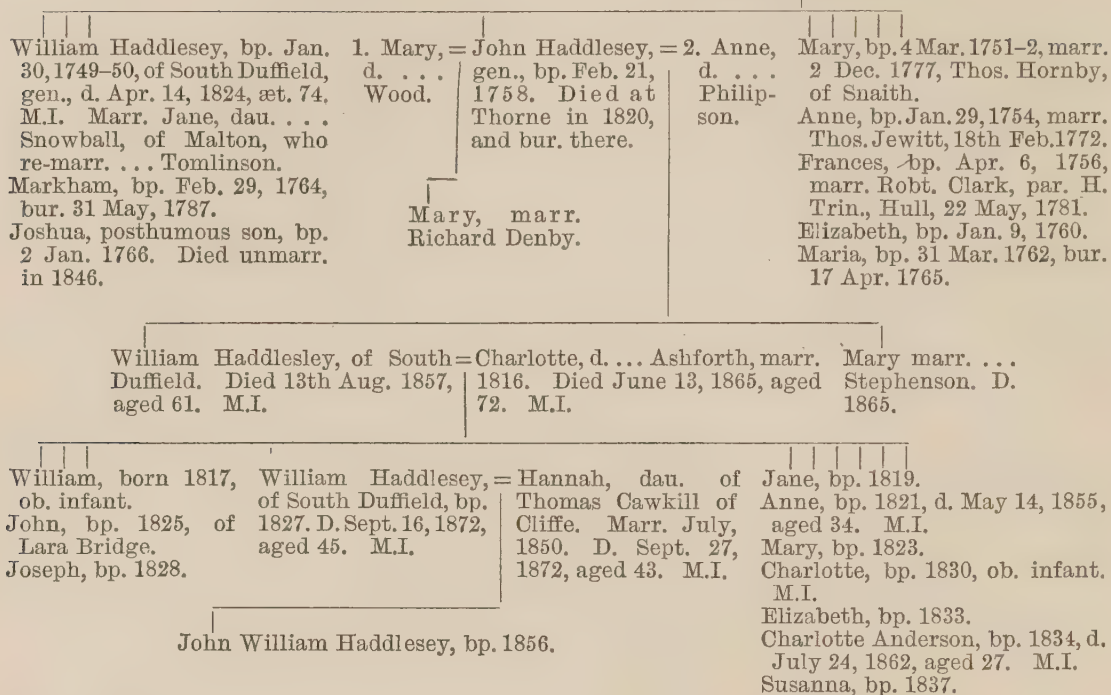 William Haddlesey, bp. Jan.
30, 1749–50, of South Duffield,
gen., d. Apr. 14, 1824, æt. 74.
M.I. Marr. Jane, dau. . . .
Snowball, of Malton, who
re-marr. . . . Tomlinson.
Markham, bp. Feb. 29, 1764,
bur. 31 May, 1787.
Joshua, posthumous son, bp.
2 Jan. 1766. Died unmarr.
in 1846.
1. Mary, =
d. . . .
Wood.
John Haddlesey, =
gen., bp. Feb. 21,
1758. Died at
Thorne in 1820,
and bur. there.
2. Anne,
d. . . .
Philip-
son.
Mary, bp. 4 Mar. 1751–2, marr.
2 Dec. 1777, Thos. Hornby,
of Snaith.
Anne, bp. Jan. 29, 1754, marr.
Thos. Jewitt, 18th Feb. 1772.
Frances, bp. Apr. 6, 1756,
marr. Robt. Clark, par. H.
Trin., Hull, 22 May, 1781.
Elizabeth, bp. Jan. 9, 1760.
Maria, bp. 31 Mar. 1762, bur.
17 Apr. 1765.
Mary, marr.
Richard Denby.
William Haddlesley, of South =
Duffield. Died 13th Aug. 1857,
aged 61. M.I.
Charlotte, d. . . . Ashforth, marr.
1816. Died June 13, 1865, aged
72. M.I.
Mary marr. . . .
Stephenson. D.
1865.
William, born 1817,
ob. infant.
John, bp. 1825, of
Lara Bridge.
Joseph, bp. 1828.
William Haddlesey, =
of South Duffield, bp.
1827. D. Sept. 16, 1872,
aged 45. M.I.
Hannah, dau. of
Thomas Cawkill of
Cliffe. Marr. July,
1850. D. Sept. 27,
1872, aged 43. M.I.
Jane, bp. 1819.
Anne, bp. 1821, d. May 14, 1855,
aged 34. M.I.
Mary, bp. 1823.
Charlotte, bp. 1830, ob. infant.
M.I.
Elizabeth, bp. 1833.
Charlotte Anderson, bp. 1834, d.
July 24, 1862, aged 27. M.I.
Susanna, bp. 1837.
John William Haddlesey, bp. 1856.